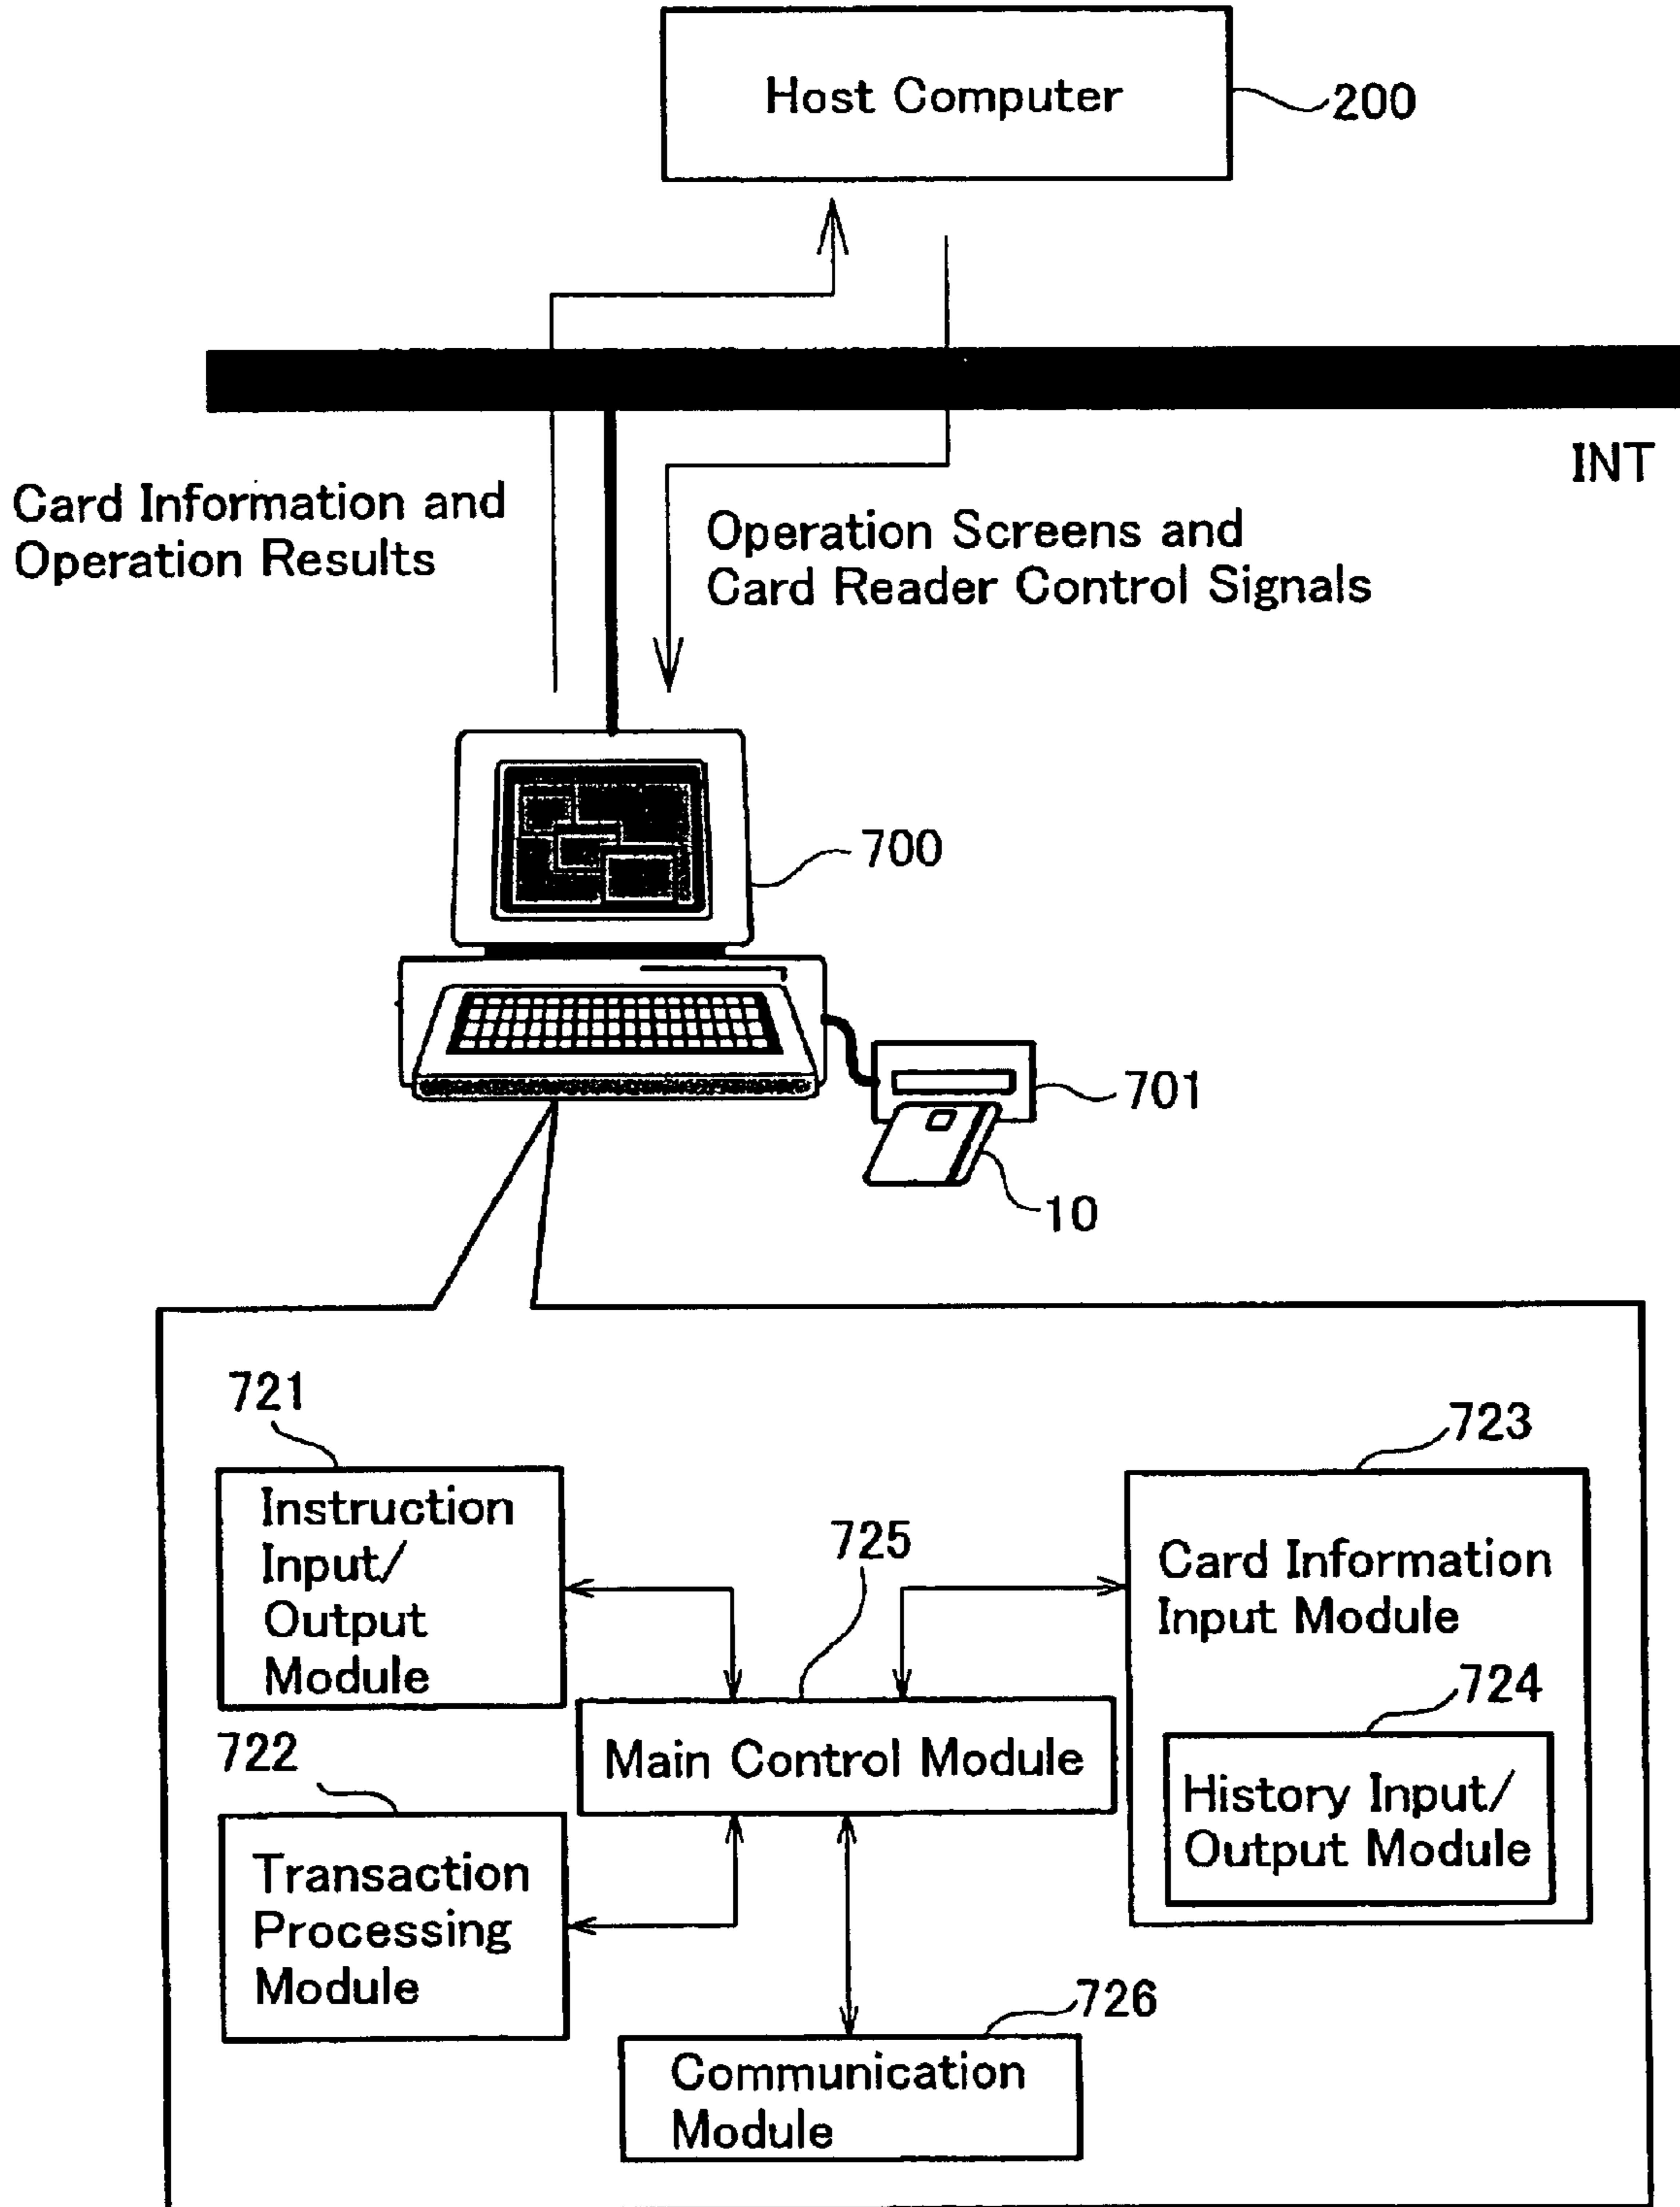 Host Computer
200
INT
Card Information and
Operation Results
Operation Screens and
Card Reader Control Signals
700
701
10
721
Instruction
Input/
Output
Module
722
Transaction
Processing
Module
725
Main Control Module
723
Card Information
Input Module
724
History Input/
Output Module
726
Communication
Module